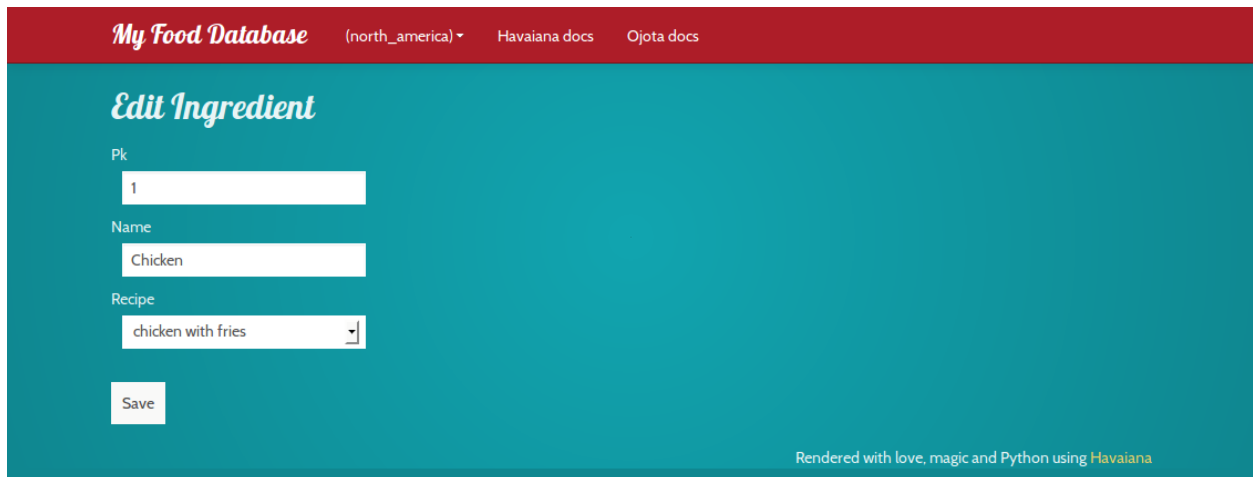 My Food Database (north_america) Havaiana docs Ojota docs
Edit Ingredient
Pk
1
Name
Chicken
Recipe
chicken with fries
Save
Rendered with love, magic and Python using Havaiana